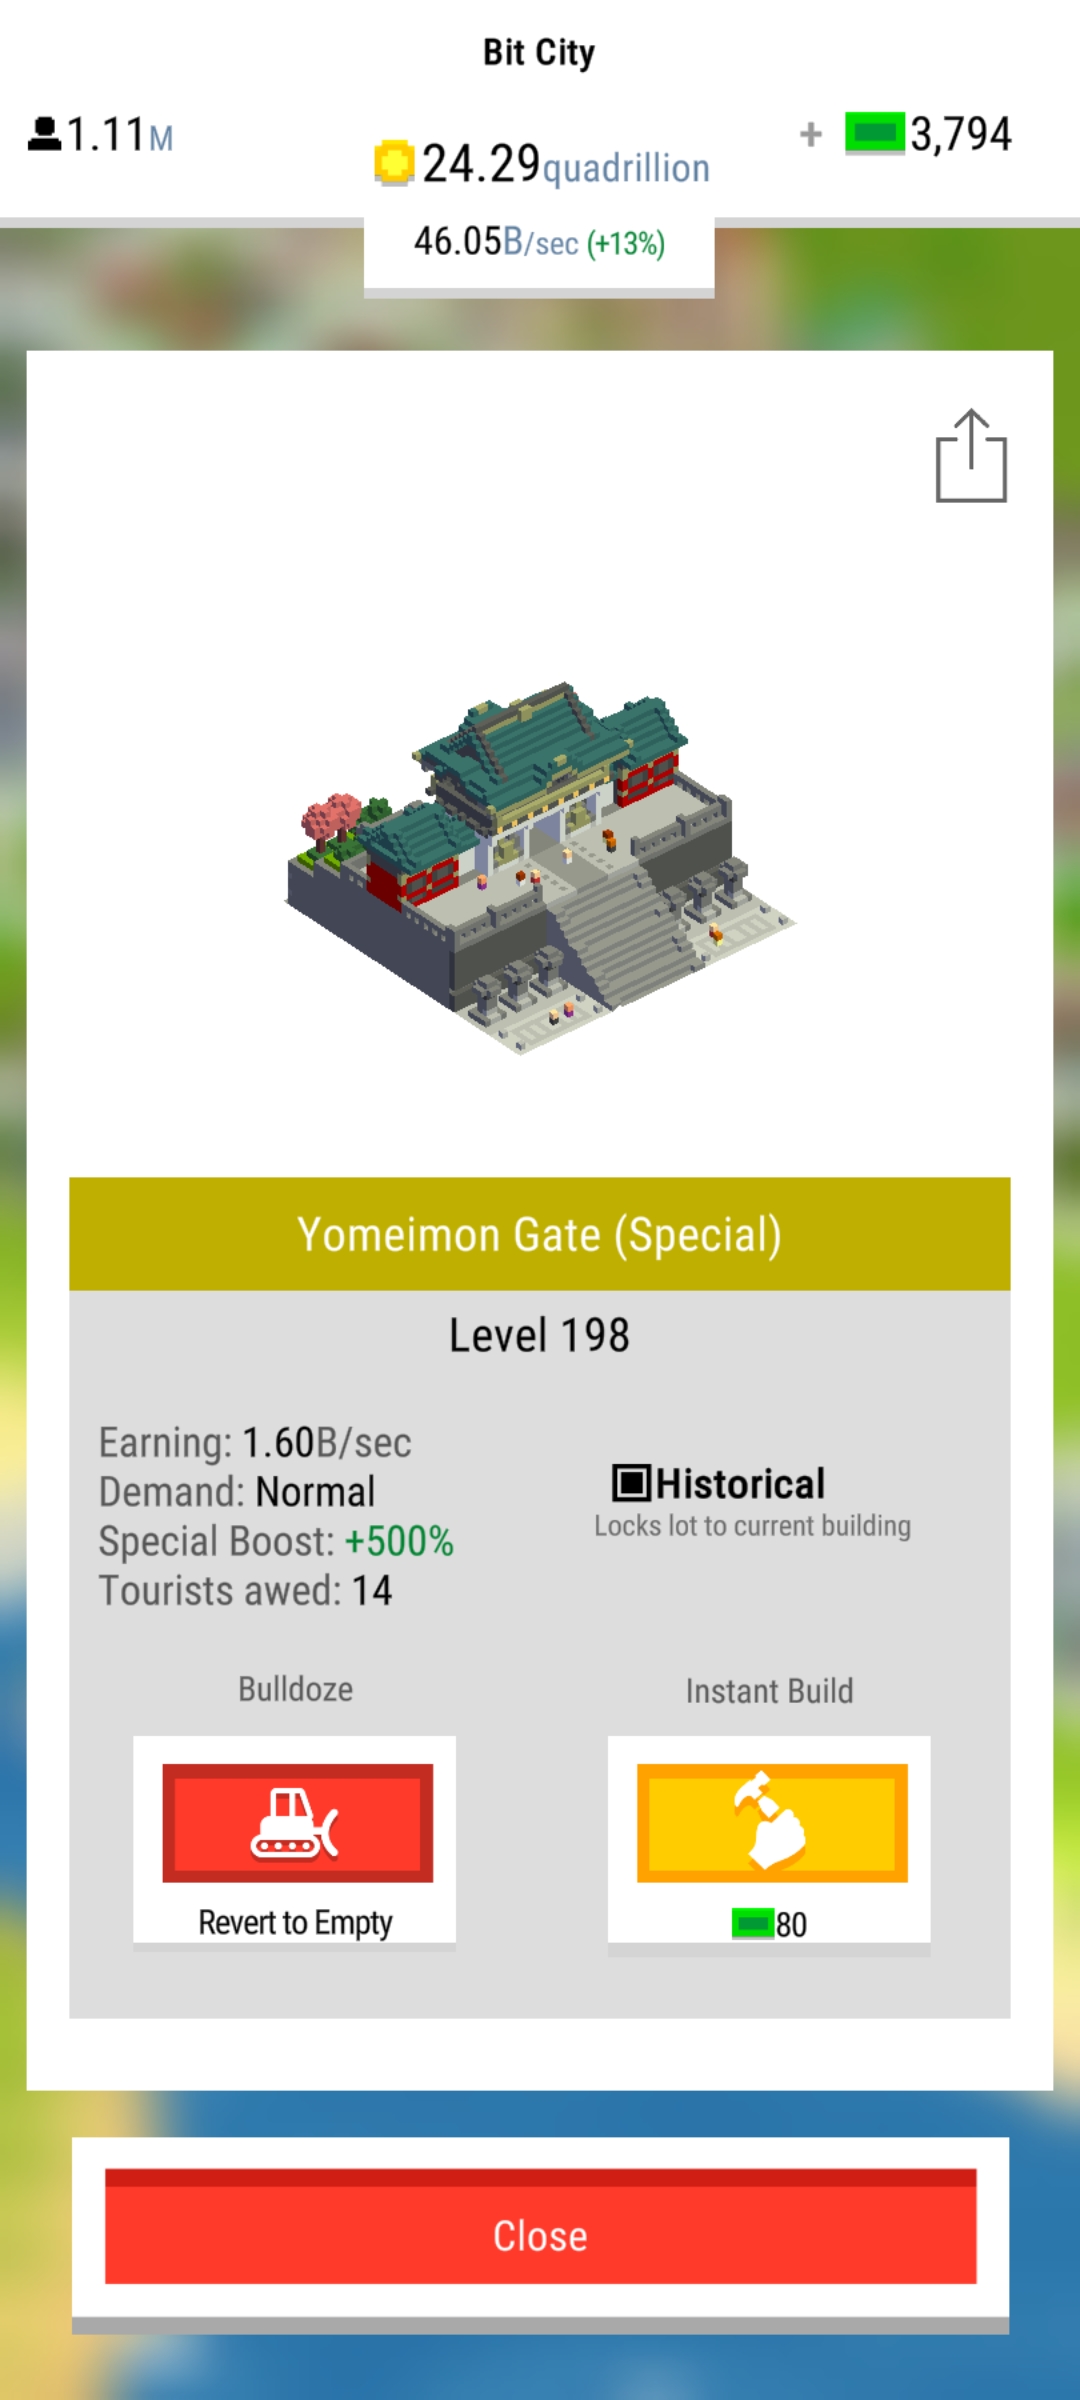 Bit City
1.11M
24.29quadrillion
+ 3,794
46.05B/sec (+13%)
Yomeimon Gate (Special)
Level 198
Earning: 1.60B/sec
Demand: Normal
Special Boost: +500%
Tourists awed: 14
Historical
Locks lot to current building
Bulldoze
Instant Build
Revert to Empty
80
Close